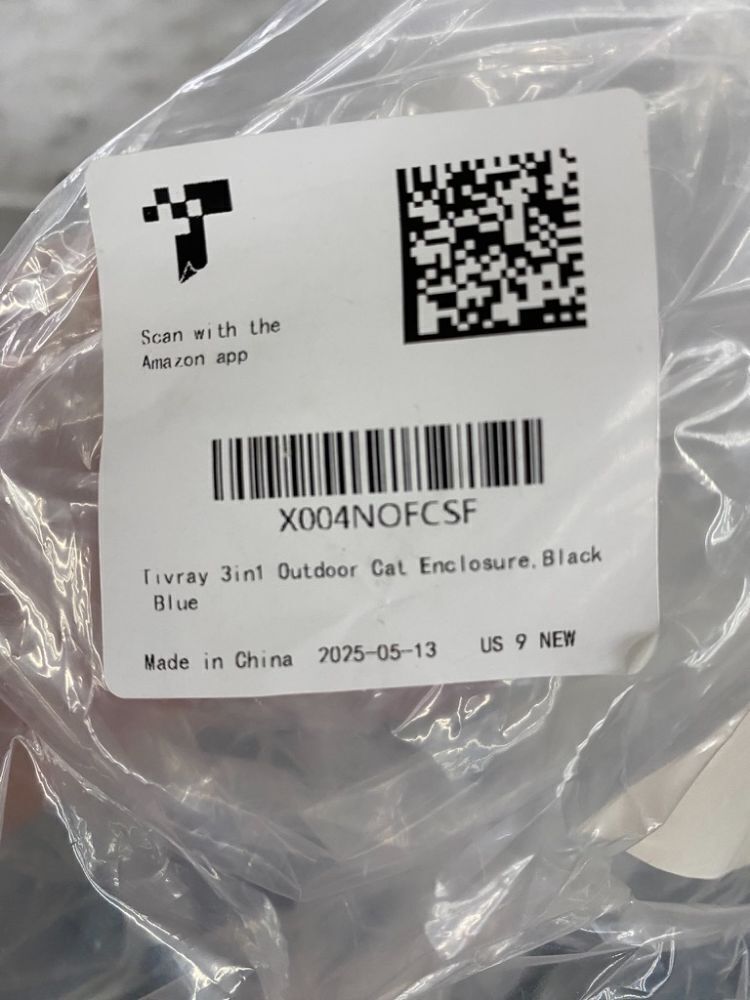 Scan with the
Amazon app
X004NOFCSF
Tivray 3in1 Outdoor Cat Enclosure,Black
Blue
Made in China 2025-05-13 US 9 NEW